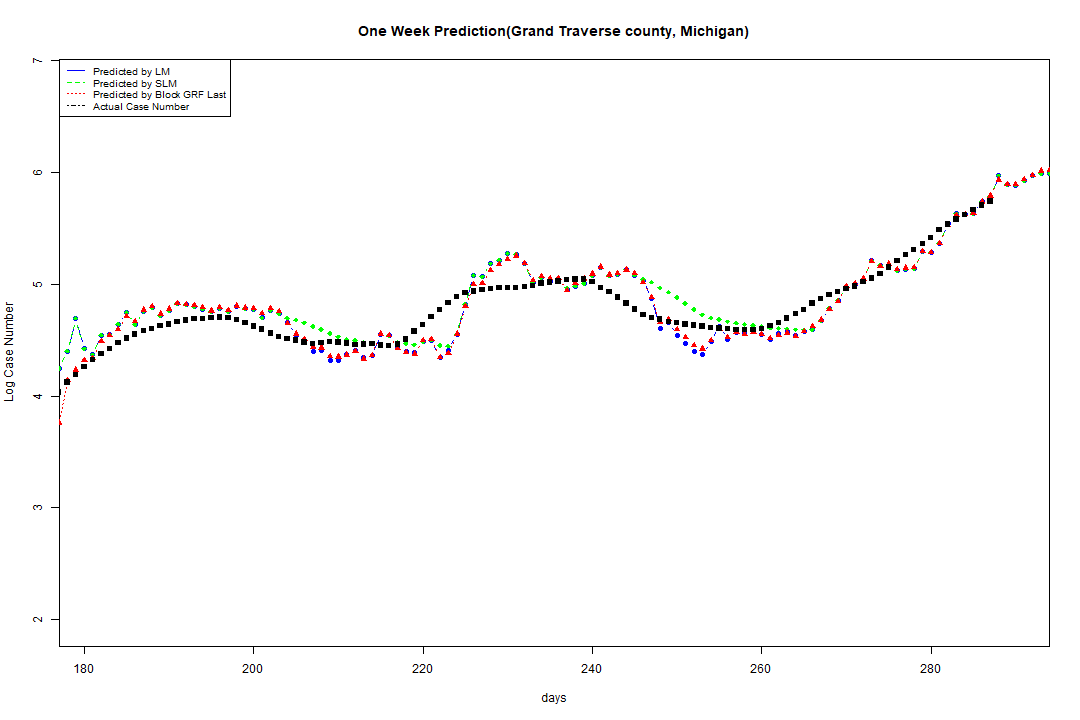 One Week Prediction(Grand Traverse county, Michigan)
Predicted by LM
Predicted by SLM
Predicted by Block GRF Last
Actual Case Number
Log Case Number
7
6
5
4
3
2
180 200 220 240 260 280
days